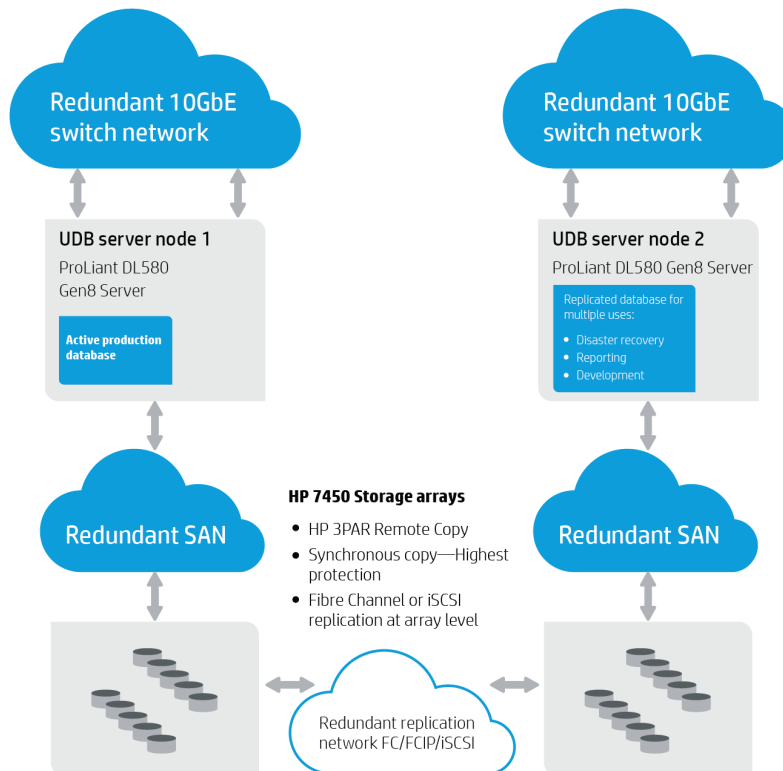 Redundant 10GbE
switch network
Redundant 10GbE
switch network
UDB server node 1
ProLiant DL580
Gen8 Server
Active production
database
UDB server node 2
ProLiant DL580 Gen8 Server
Replicated database for
multiple uses:
• Disaster recovery
• Reporting
• Development
Redundant SAN
HP 7450 Storage arrays
• HP 3PAR Remote Copy
• Synchronous copy—Highest
protection
• Fibre Channel or iSCSI
replication at array level
Redundant SAN
Redundant replication
network FC/FCIP/iSCSI